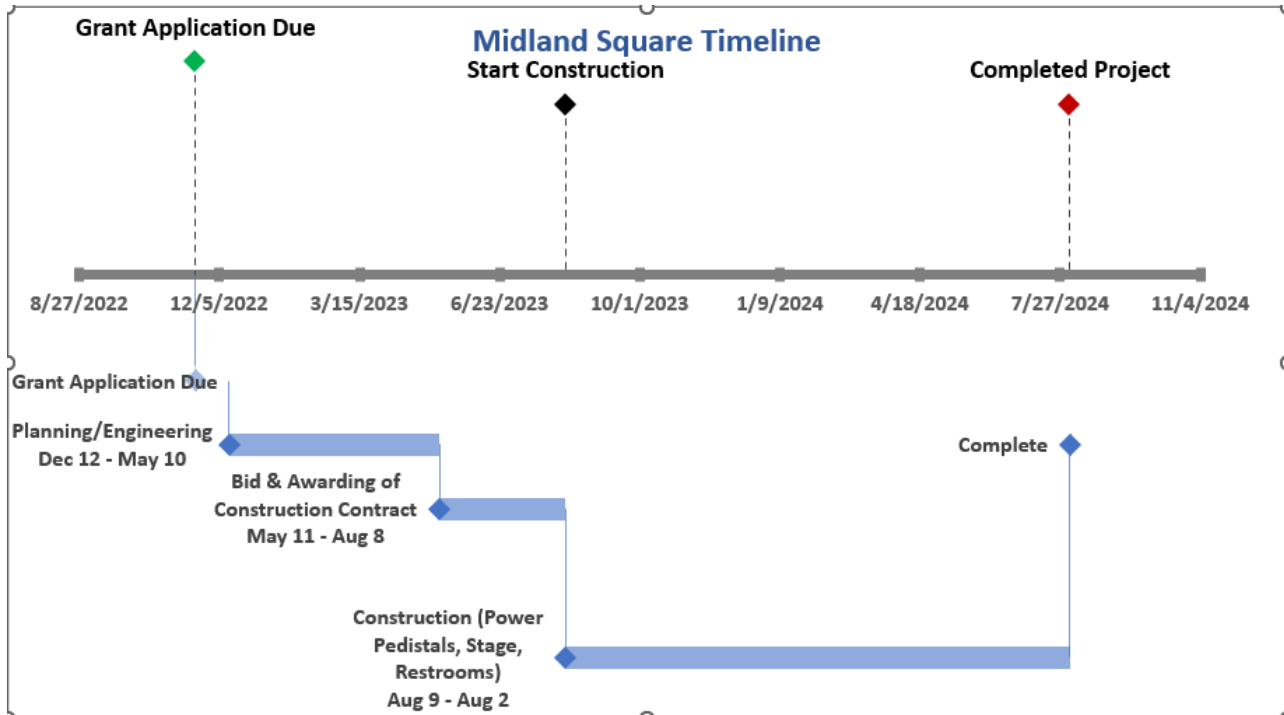 Grant Application Due
Midland Square Timeline
Start Construction
Completed Project
8/27/2022 12/5/2022 3/15/2023 6/23/2023 10/1/2023 1/9/2024 4/18/2024 7/27/2024 11/4/2024
Grant Application Due
Planning/Engineering
Dec 12 - May 10
Complete
Bid & Awarding of
Construction Contract
May 11 - Aug 8
Construction (Power
Pedistals, Stage,
Restrooms)
Aug 9 - Aug 2